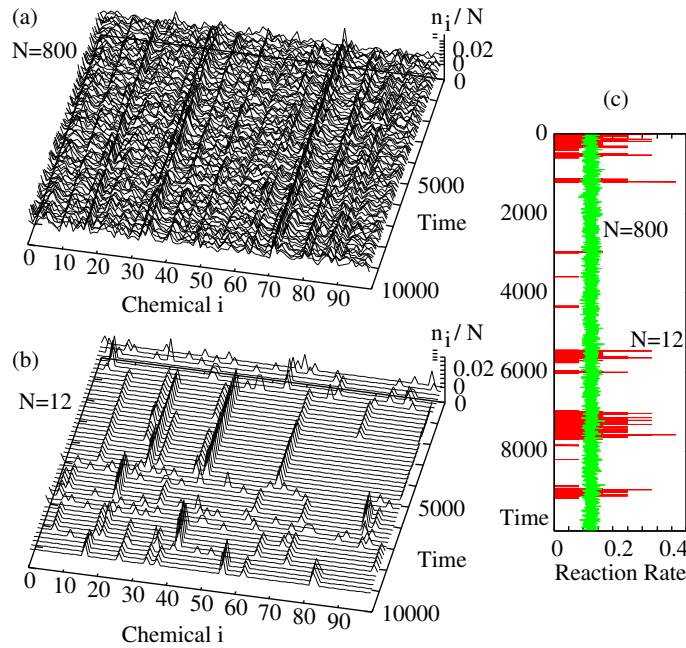 (a)
n_i / N
N=800
0.02
0
0
5000
Time
10000
0 10 20 30 40 50 60 70 80 90
Chemical i
(b)
n_i / N
N=12
0.02
0
0
5000
Time
10000
0 10 20 30 40 50 60 70 80 90
Chemical i
(c)
0
2000
N=800
4000
N=12
6000
8000
Time
0 0.2 0.4
Reaction Rate